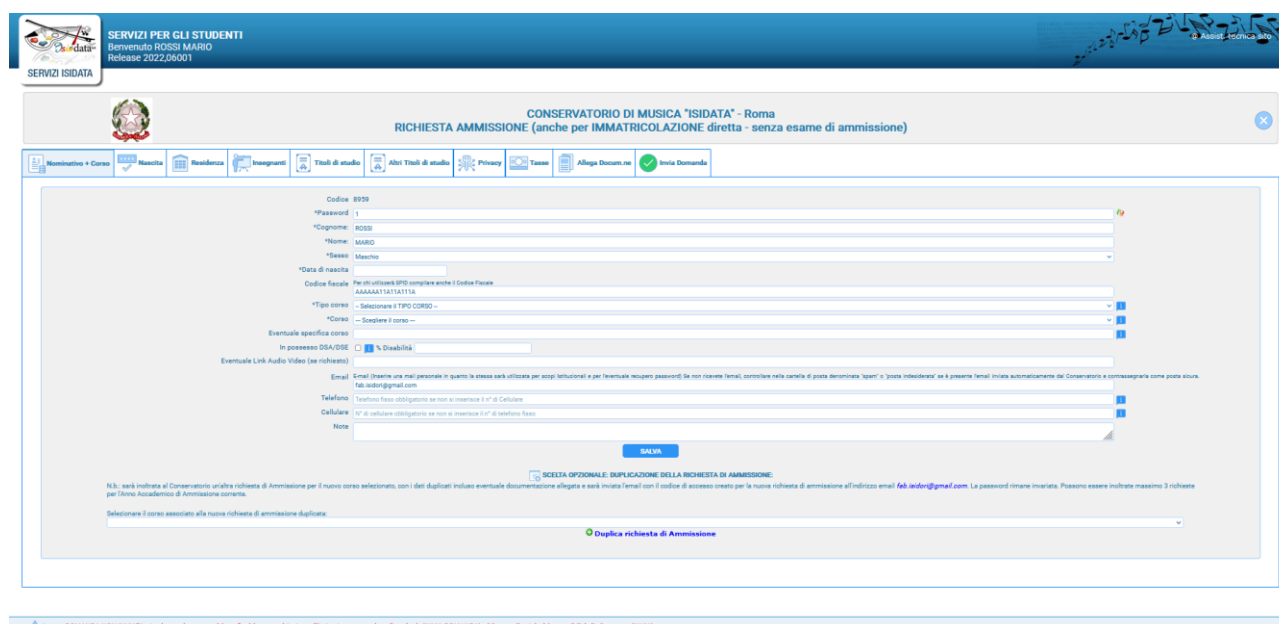 SERVIZI PER GLI STUDENTI
Benvenuto ROSSI MARIO
Release 2022,06001
® Assist. tecnica sito
Isidata
SERVIZI ISIDATA
CONSERVATORIO DI MUSICA "ISIDATA" - Roma
RICHIESTA AMMISSIONE (anche per IMMATRICOLAZIONE diretta - senza esame di ammissione)
Nominativo + Corso Nascita Residenza Insegnanti Titoli di studio Altri Titoli di studio Privacy Tasse Allega Docum.ne Invia Domanda
Codice 8959
*Password 1
*Cognome: ROSSI
*Nome: MARIO
*Sesso Maschio
*Data di nascita
Codice fiscale Per chi utilizzerà SPID compilare anche il Codice Fiscale
AAAAAA11A11A111A
*Tipo corso -- Selezionare il TIPO CORSO --
*Corso --- Scegliere il corso ---
Eventuale specifica corso
In possesso DSA/DSE % Disabilità
Eventuale Link Audio Video (se richiesto)
Email E-mail (Inserire una mail personale in quanto la stessa sarà utilizzata per scopi istituzionali e per l'eventuale recupero password) Se non ricevete l'email, controllare nella cartella di posta denominata "spam" o "posta indesiderata" se è presente l'email inviata automaticamente dal Conservatorio e contrassegnarla come posta sicura.
fab.isidori@gmail.com
Telefono Telefono fisso obbligatorio se non si inserisce il n° di Cellulare
Cellulare N° di cellulare obbligatorio se non si inserisce il n° di telefono fisso
Note
SALVA
SCELTA OPZIONALE: DUPLICAZIONE DELLA RICHIESTA DI AMMISSIONE:
N.b.: sarà inoltrata al Conservatorio un'altra richiesta di Ammissione per il nuovo corso selezionato, con i dati duplicati incluso eventuale documentazione allegata e sarà inviata l'email con il codice di accesso creato per la nuova richiesta di ammissione all'indirizzo email fab.isidori@gmail.com. La password rimane invariata. Possono essere inoltrate massimo 3 richieste
per l'Anno Accademico di Ammissione corrente.
Selezionare il corso associato alla nuova richiesta di ammissione duplicata:
Duplica richiesta di Ammissione